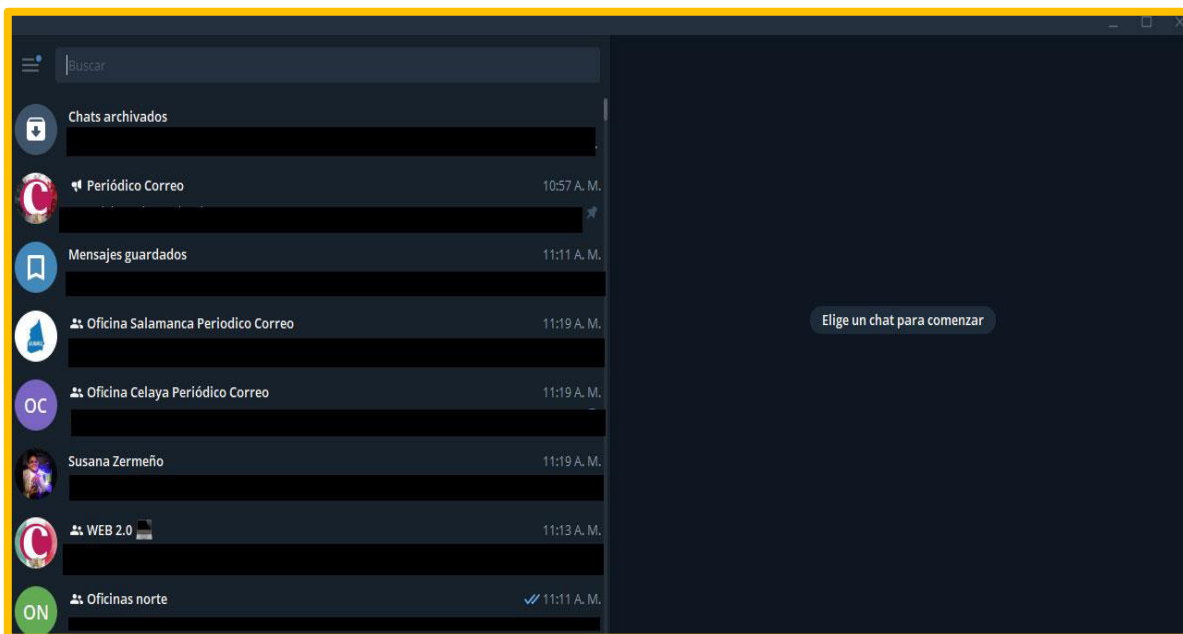 Buscar
Chats archivados
Periódico Correo 10:57 A. M.
Mensajes guardados 11:11 A. M.
Oficina Salamanca Periodico Correo 11:19 A. M.
OC Oficina Celaya Periódico Correo 11:19 A. M.
Elige un chat para comenzar
Susana Zermeño 11:19 A. M.
C WEB 2.0 11:13 A. M.
ON Oficinas norte 11:11 A. M.